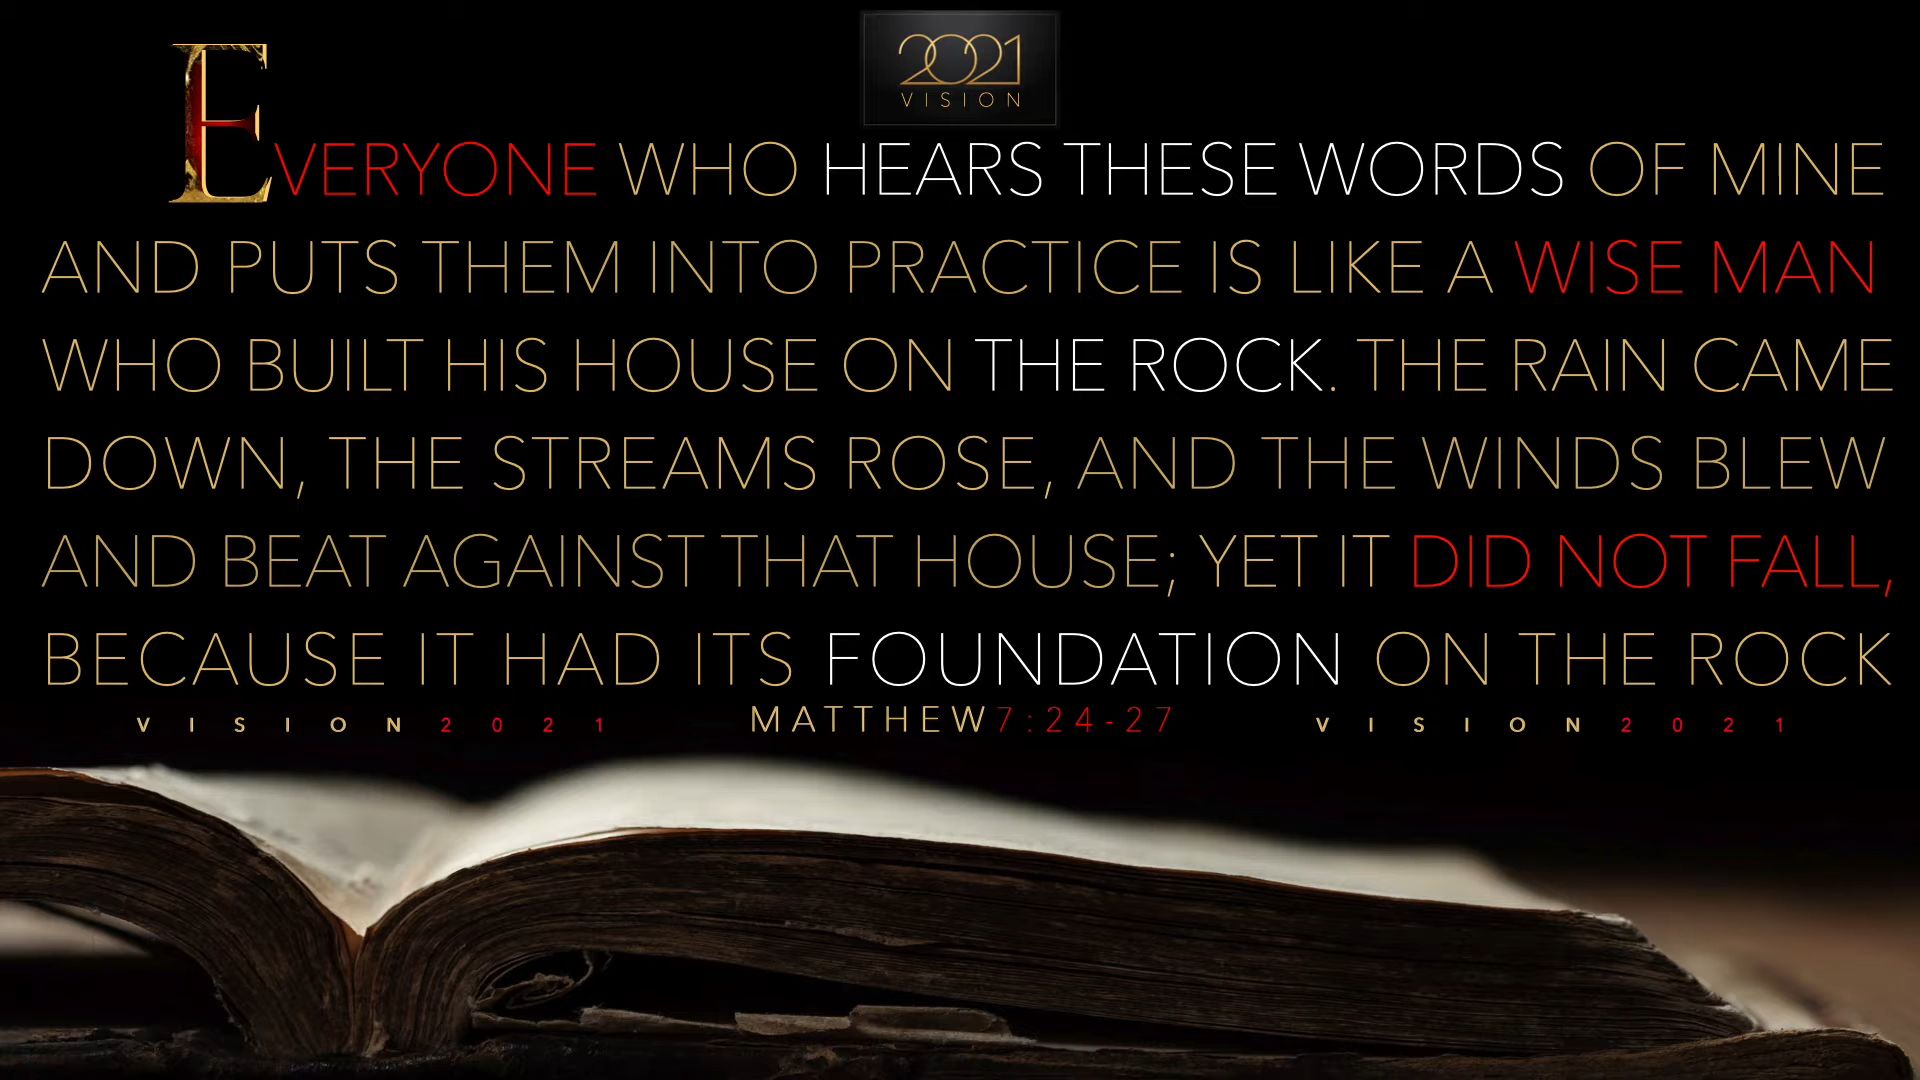 2021
VISION
EVERYONE WHO HEARS THESE WORDS OF MINE
AND PUTS THEM INTO PRACTICE IS LIKE A WISE MAN
WHO BUILT HIS HOUSE ON THE ROCK. THE RAIN CAME
DOWN, THE STREAMS ROSE, AND THE WINDS BLEW
AND BEAT AGAINST THAT HOUSE; YET IT DID NOT FALL,
BECAUSE IT HAD ITS FOUNDATION ON THE ROCK
VISION2021 MATTHEW7:24-27 VISION2021